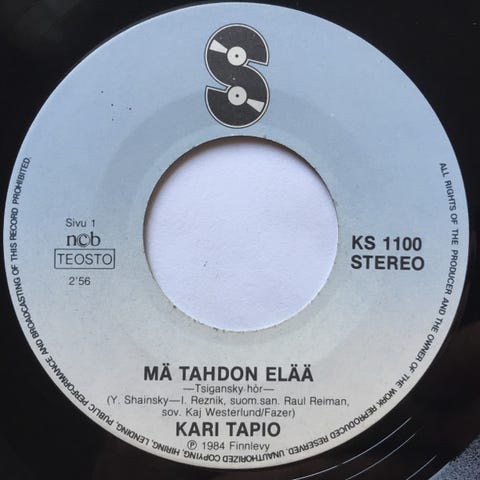 Sivu 1
ncb
TEOSTO
2'56
KS 1100
STEREO
MÄ TAHDON ELÄÄ
—Tsigansky hòr—
(Y. Shainsky—I. Reznik, suom.san. Raul Reiman,
sov. Kaj Westerlund/Fazer)
KARI TAPIO
Ⓟ 1984 Finnlevy
ALL RIGHTS OF THE PRODUCER AND THE OWNER OF THE WORK REPRODUCED RESERVED. UNAUTHORIZED COPYING, HIRING, LENDING, PUBLIC PERFORMANCE AND BROADCASTING OF THIS RECORD PROHIBITED.